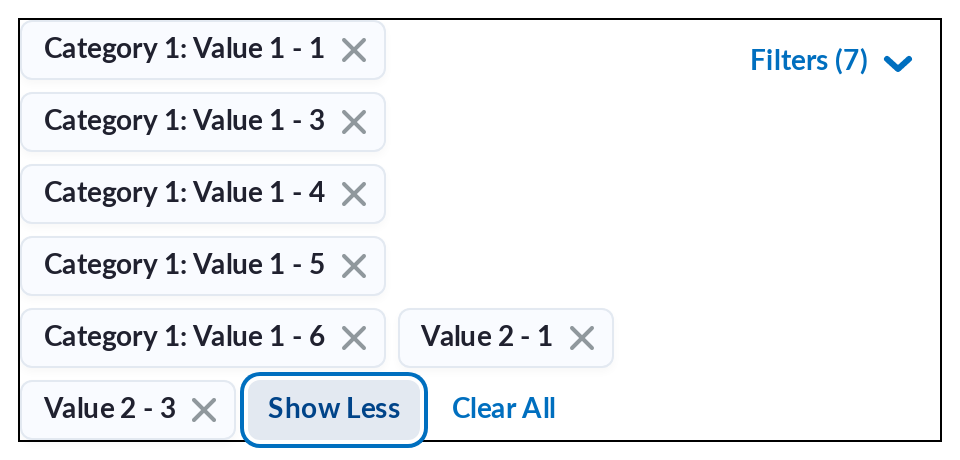 Category 1: Value 1 - 1
Filters (7)
Category 1: Value 1 - 3
Category 1: Value 1 - 4
Category 1: Value 1 - 5
Category 1: Value 1 - 6 Value 2 - 1
Value 2 - 3 Show Less Clear All